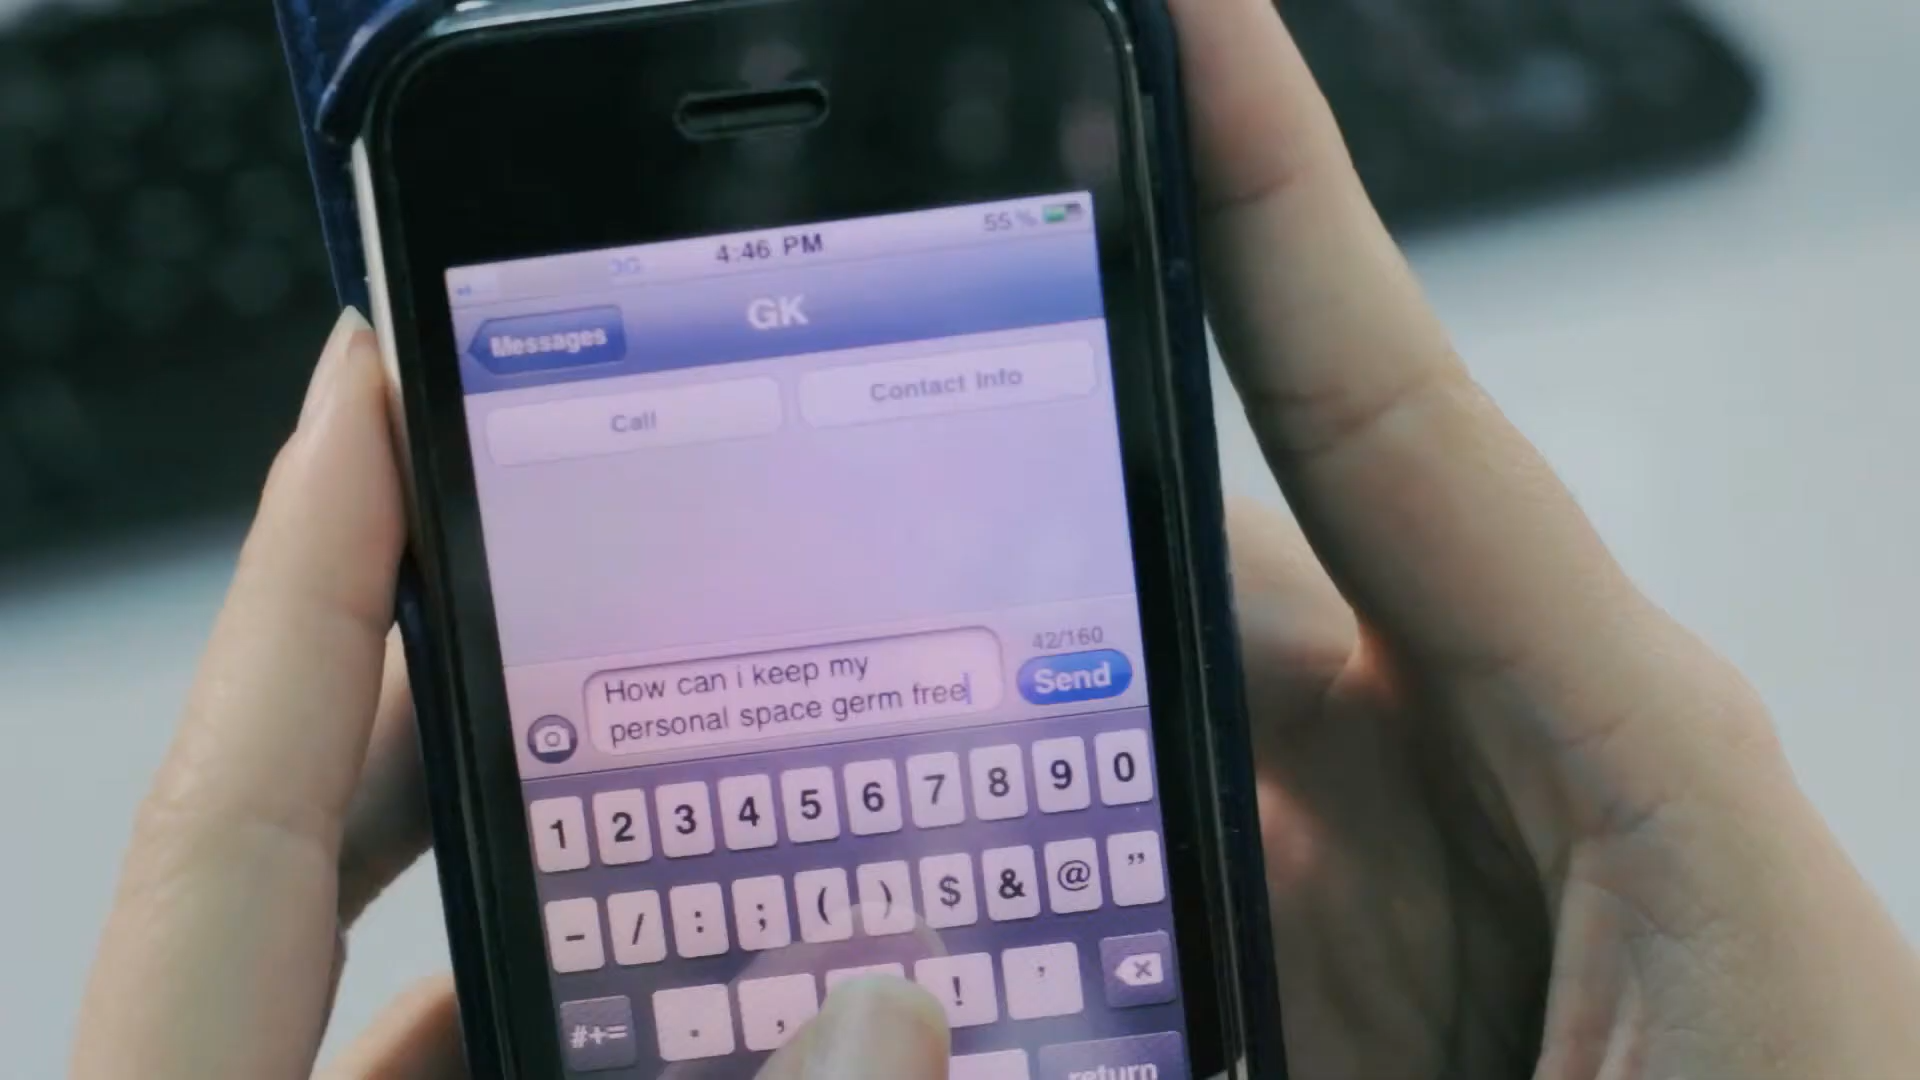 3G 4:46 PM 55%
Messages GK
Call Contact Info
42/160
How can i keep my
personal space germ free
Send
1 2 3 4 5 6 7 8 9 0
- / : ; ( ) $ & @ "
#+= . , ! '
return